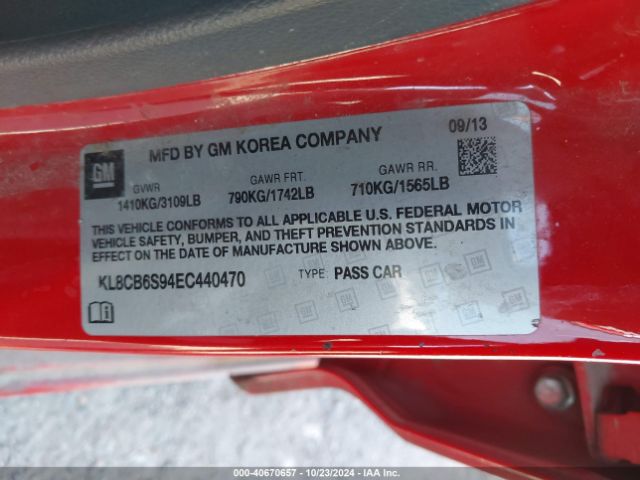 MFD BY GM KOREA COMPANY
09/13
GM
GVWR
1410KG/3109LB
GAWR FRT.
790KG/1742LB
GAWR RR.
710KG/1565LB
THIS VEHICLE CONFORMS TO ALL APPLICABLE U.S. FEDERAL MOTOR
VEHICLE SAFETY, BUMPER, AND THEFT PREVENTION STANDARDS IN
EFFECT ON THE DATE OF MANUFACTURE SHOWN ABOVE.
KL8CB6S94EC440470
TYPE: PASS CAR
000-40670657 - 10/23/2024 - IAA Inc.